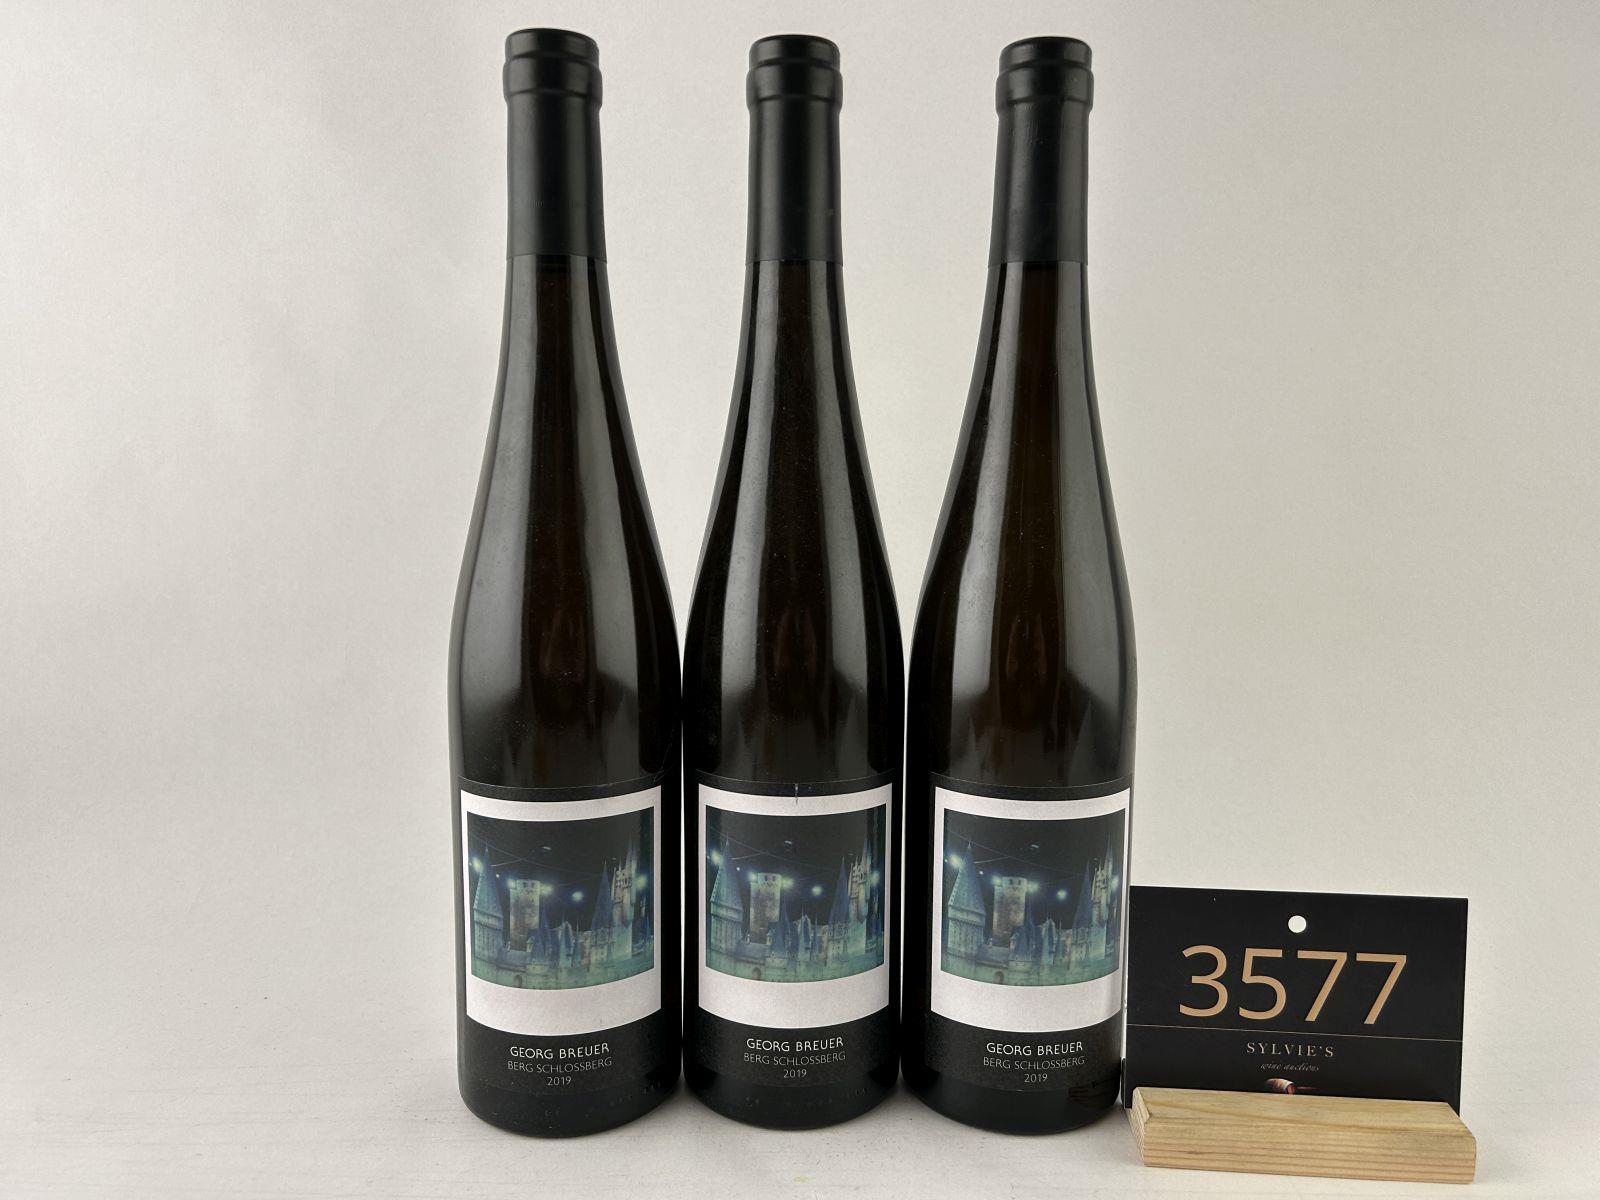 GEORG BREUER
BERG SCHLOSSBERG
2019
GEORG BREUER
BERG SCHLOSSBERG
2019
GEORG BREUER
BERG SCHLOSSBERG
2019
3577
SYLVIE'S
wine auctions